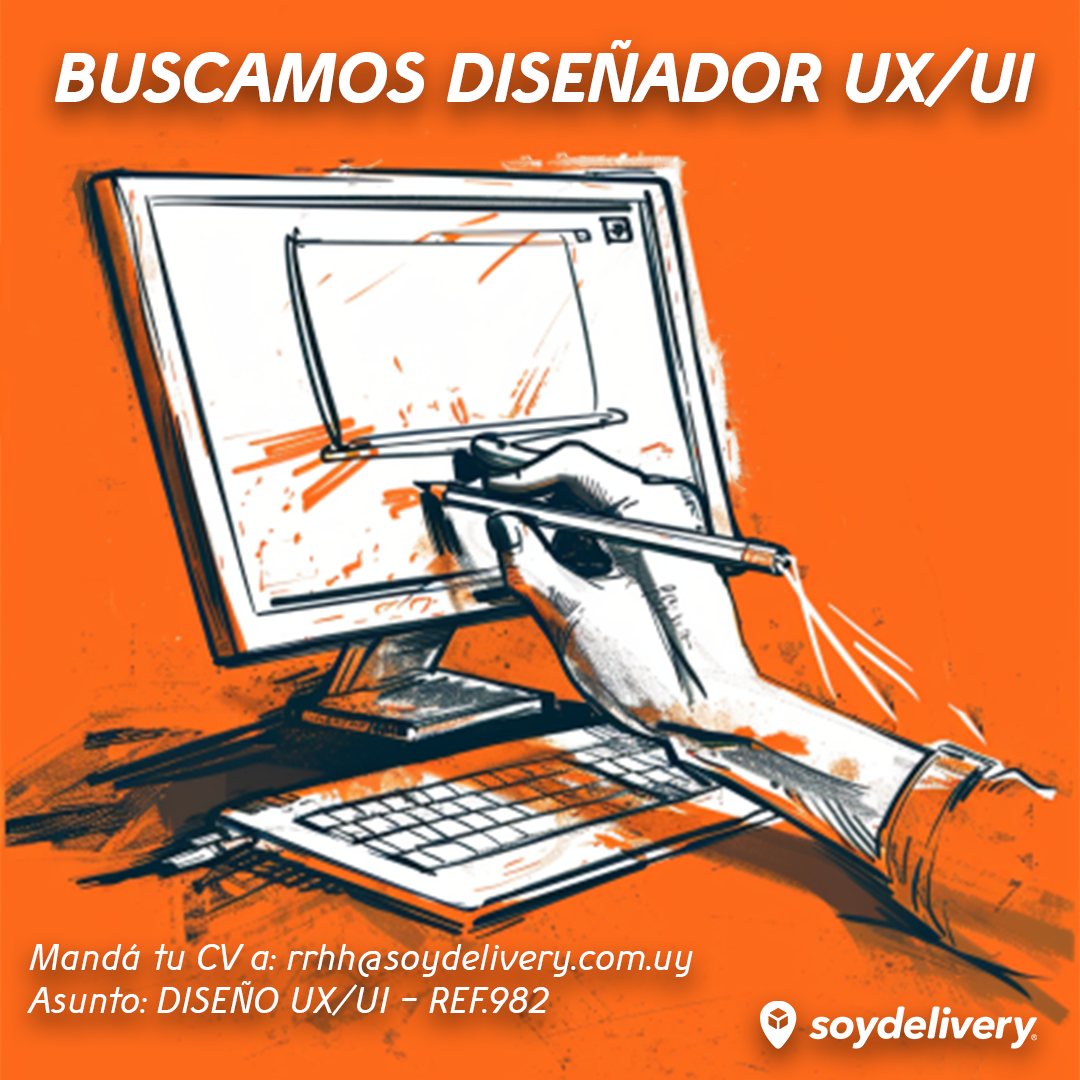 BUSCAMOS DISEÑADOR UX/UI
Mandá tu CV a: rrhh@soydelivery.com.uy
Asunto: DISEÑO UX/UI - REF.982
soydelivery®